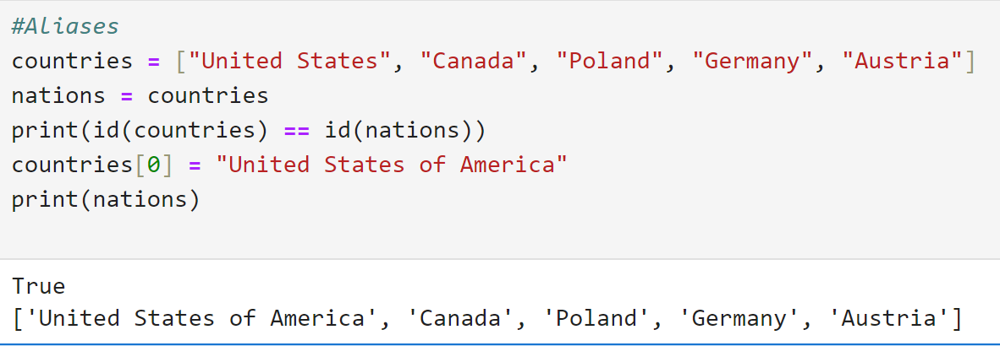 #Aliases
countries = ["United States", "Canada", "Poland", "Germany", "Austria"]
nations = countries
print(id(countries) == id(nations))
countries[0] = "United States of America"
print(nations)
True
['United States of America', 'Canada', 'Poland', 'Germany', 'Austria']